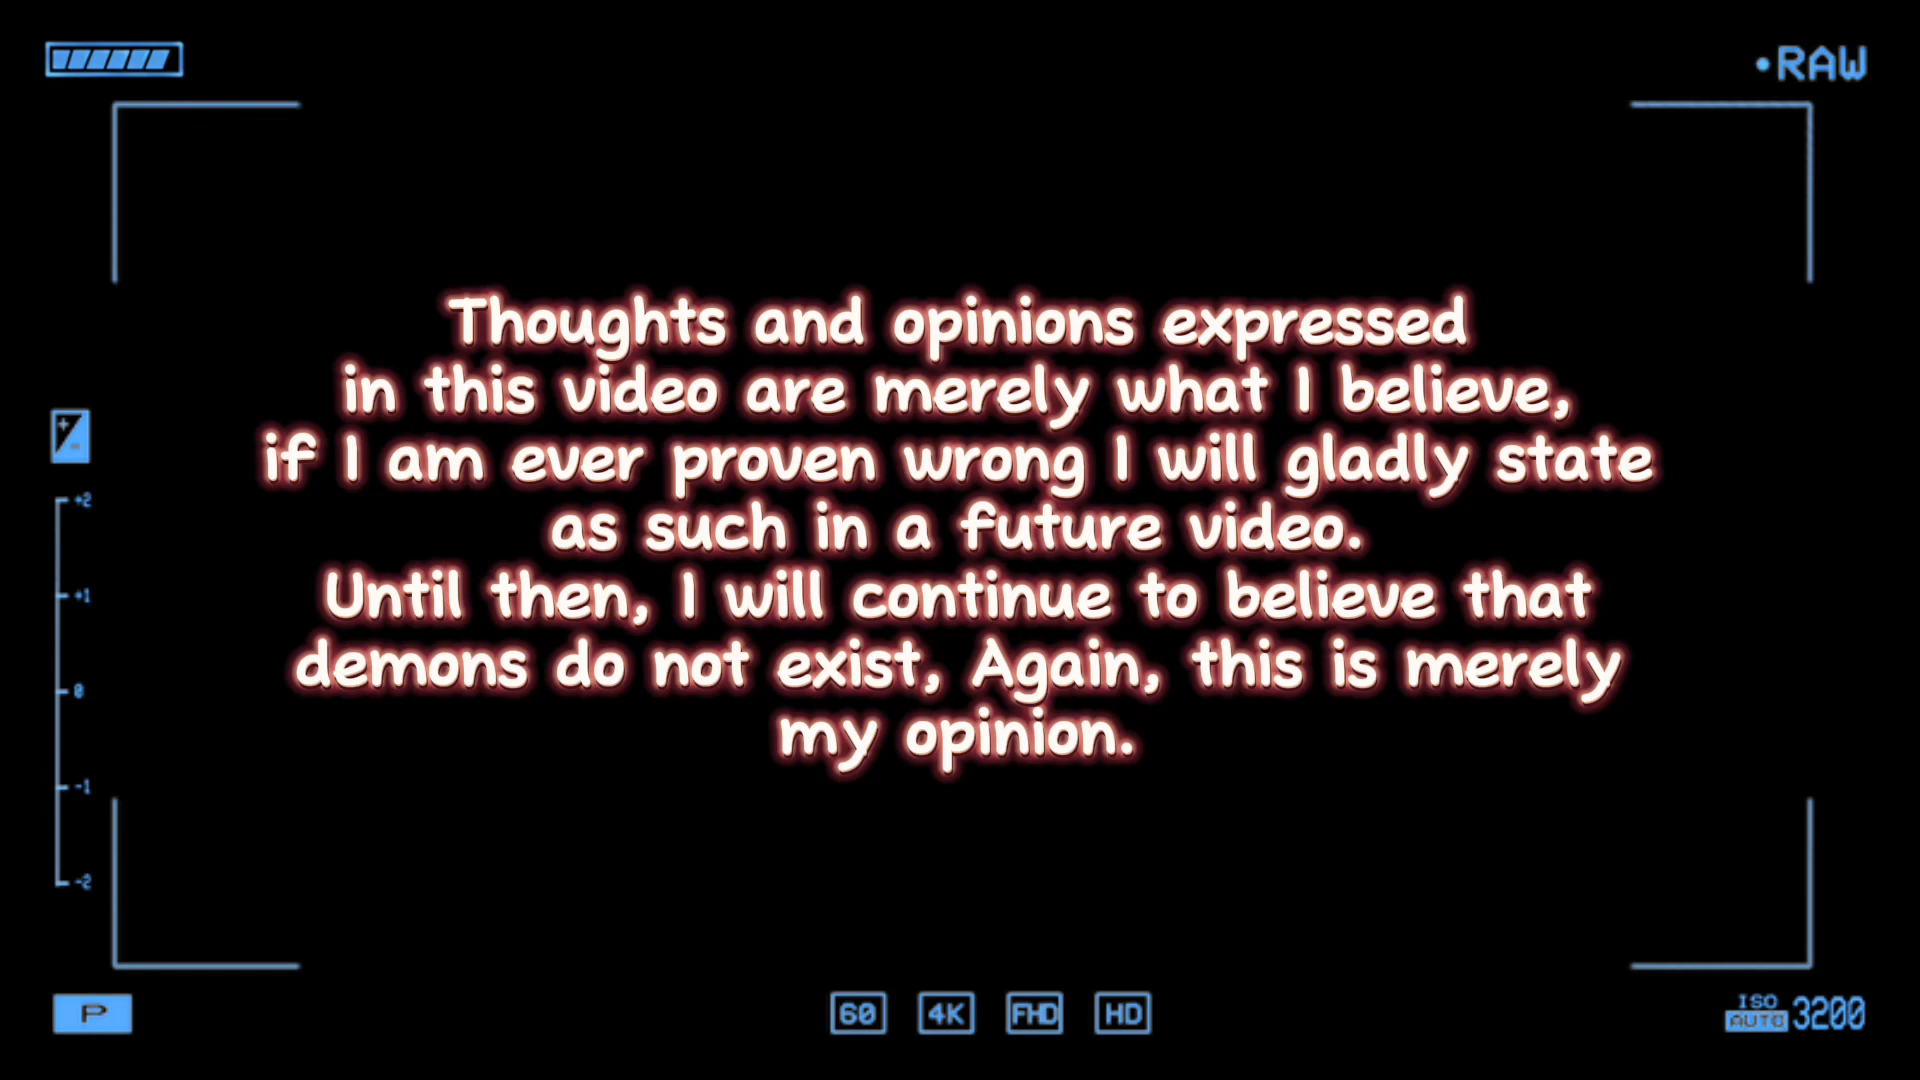 •RAW
Thoughts and opinions expressed
in this video are merely what I believe,
if I am ever proven wrong I will gladly state
as such in a future video.
Until then, I will continue to believe that
demons do not exist, Again, this is merely
my opinion.
+2
+1
0
-1
-2
P
60 4K FHD HD
ISO
AUTO 3200